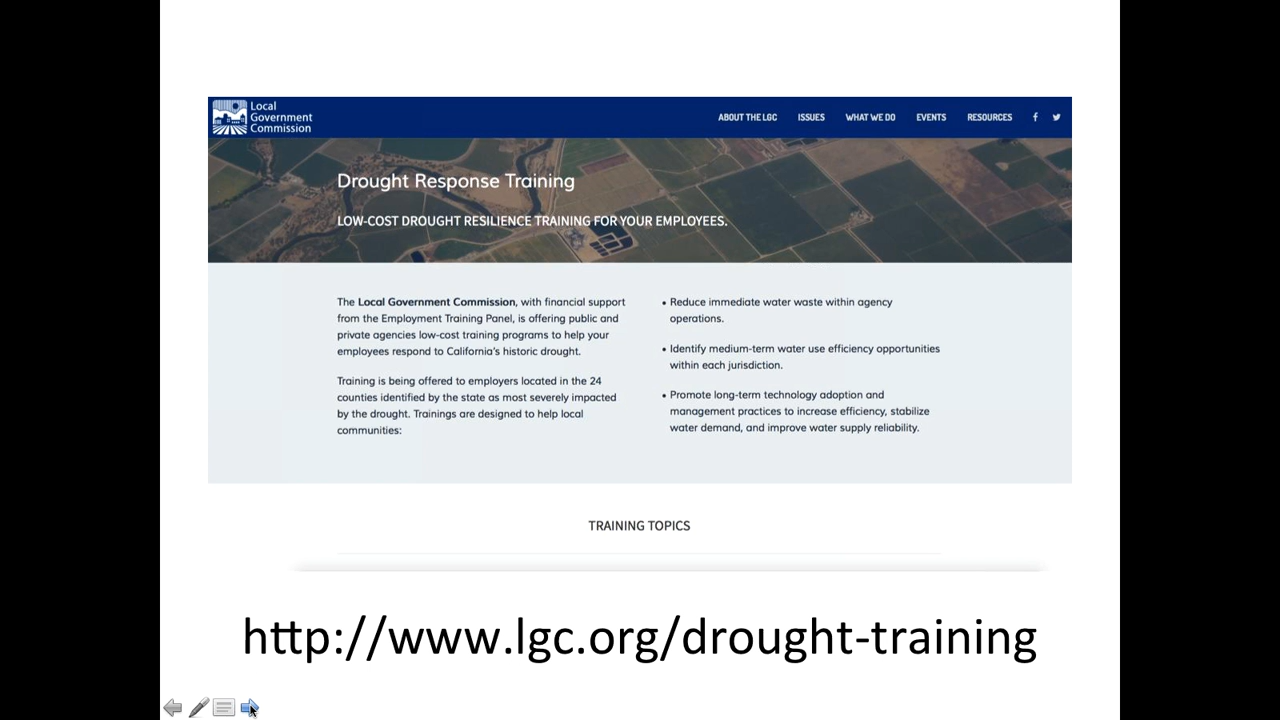 Local
Government
Commission
ABOUT THE LGC ISSUES WHAT WE DO EVENTS RESOURCES
Drought Response Training
LOW-COST DROUGHT RESILIENCE TRAINING FOR YOUR EMPLOYEES.
The Local Government Commission, with financial support
from the Employment Training Panel, is offering public and
private agencies low-cost training programs to help your
employees respond to California's historic drought.
Training is being offered to employers located in the 24
counties identified by the state as most severely impacted
by the drought. Trainings are designed to help local
communities:
• Reduce immediate water waste within agency
operations.
• Identify medium-term water use efficiency opportunities
within each jurisdiction.
• Promote long-term technology adoption and
management practices to increase efficiency, stabilize
water demand, and improve water supply reliability.
TRAINING TOPICS
http://www.lgc.org/drought-training